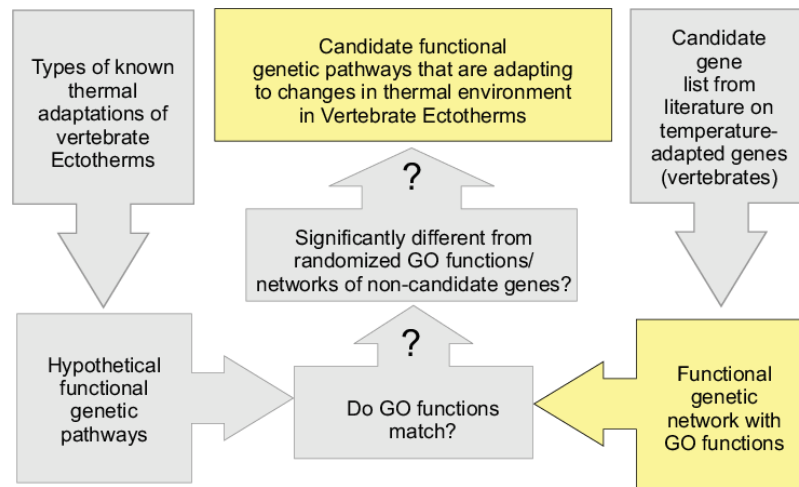 Types of known
thermal
adaptations of
vertebrate
Ectotherms
Candidate functional
genetic pathways that are adapting
to changes in thermal environment
in Vertebrate Ectotherms
Candidate
gene
list from
literature on
temperature-
adapted genes
(vertebrates)
?
Significantly different from
randomized GO functions/
networks of non-candidate genes?
?
Hypothetical
functional
genetic
pathways
Do GO functions
match?
Functional
genetic
network with
GO functions